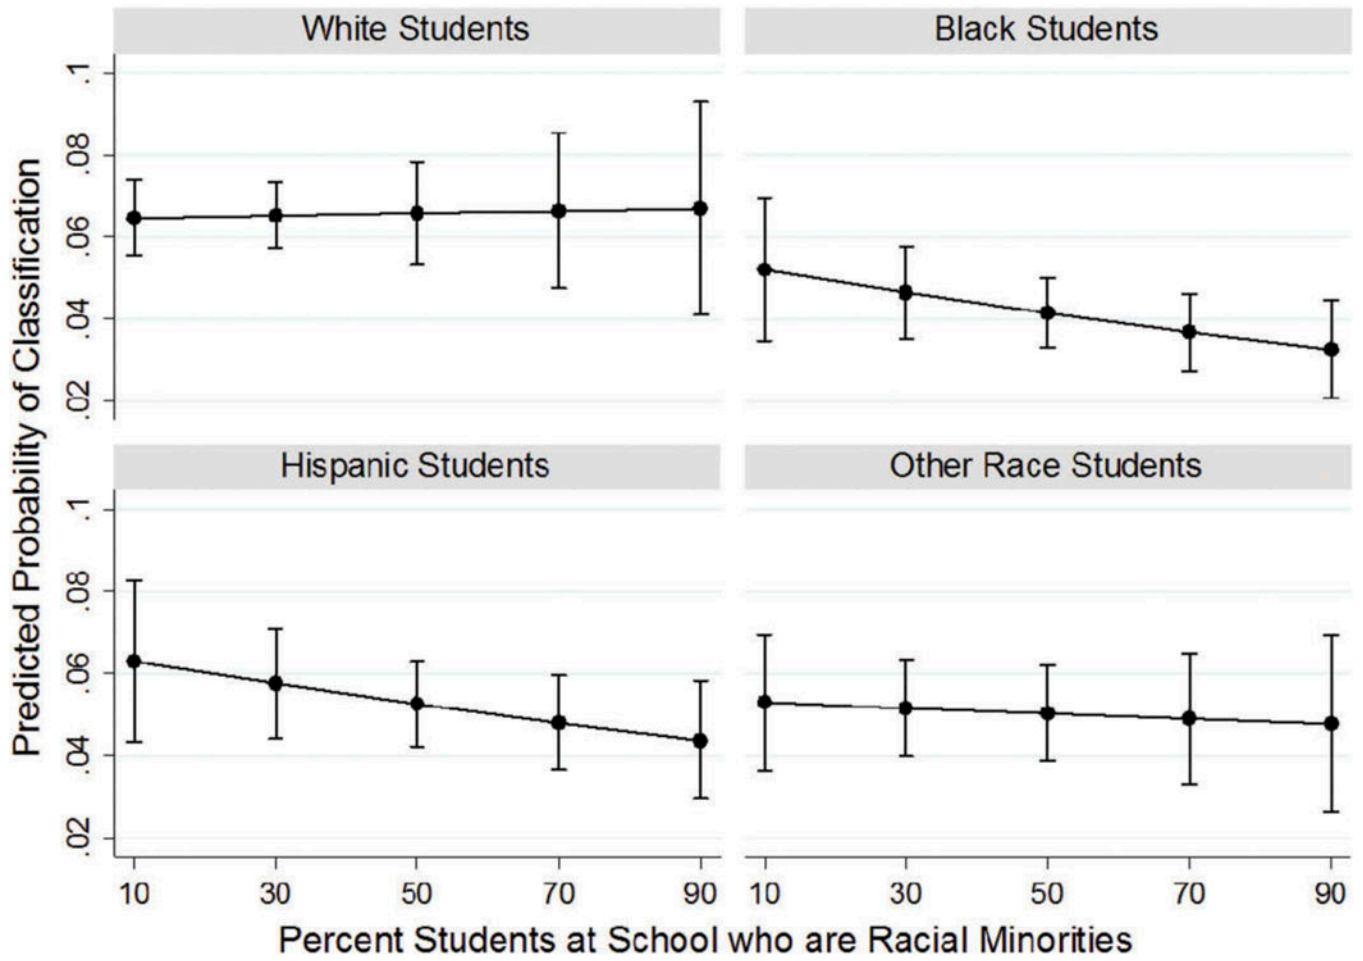 White Students
Black Students
.1
.08
.06
.04
.02
Hispanic Students
Other Race Students
.1
.08
.06
.04
.02
Predicted Probability of Classification
10 30 50 70 90
10 30 50 70 90
Percent Students at School who are Racial Minorities